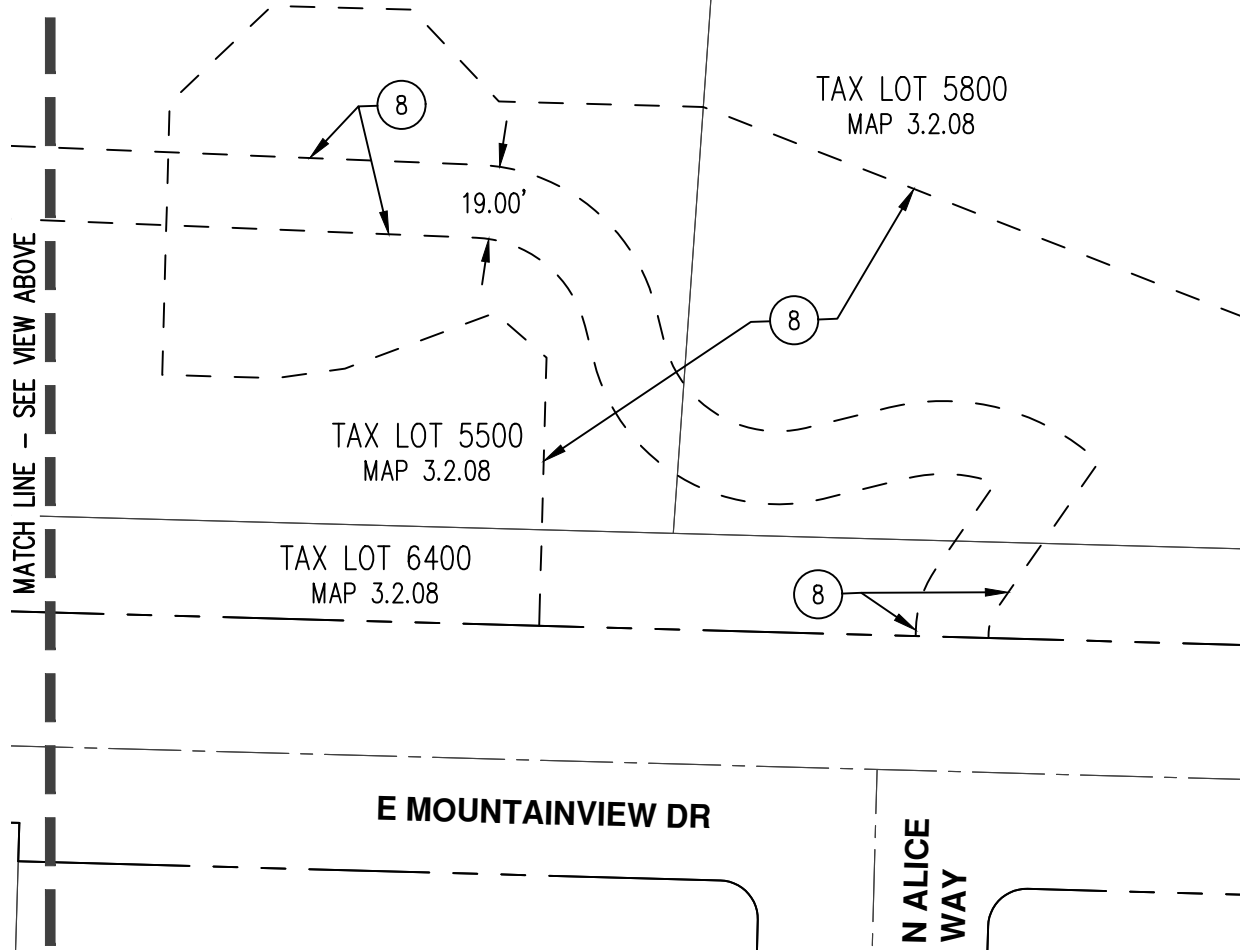 TAX LOT 5800
MAP 3.2.08
8
19.00'
8
MATCH LINE - SEE VIEW ABOVE
TAX LOT 5500
MAP 3.2.08
TAX LOT 6400
MAP 3.2.08
8
E MOUNTAINVIEW DR
N ALICE
WAY